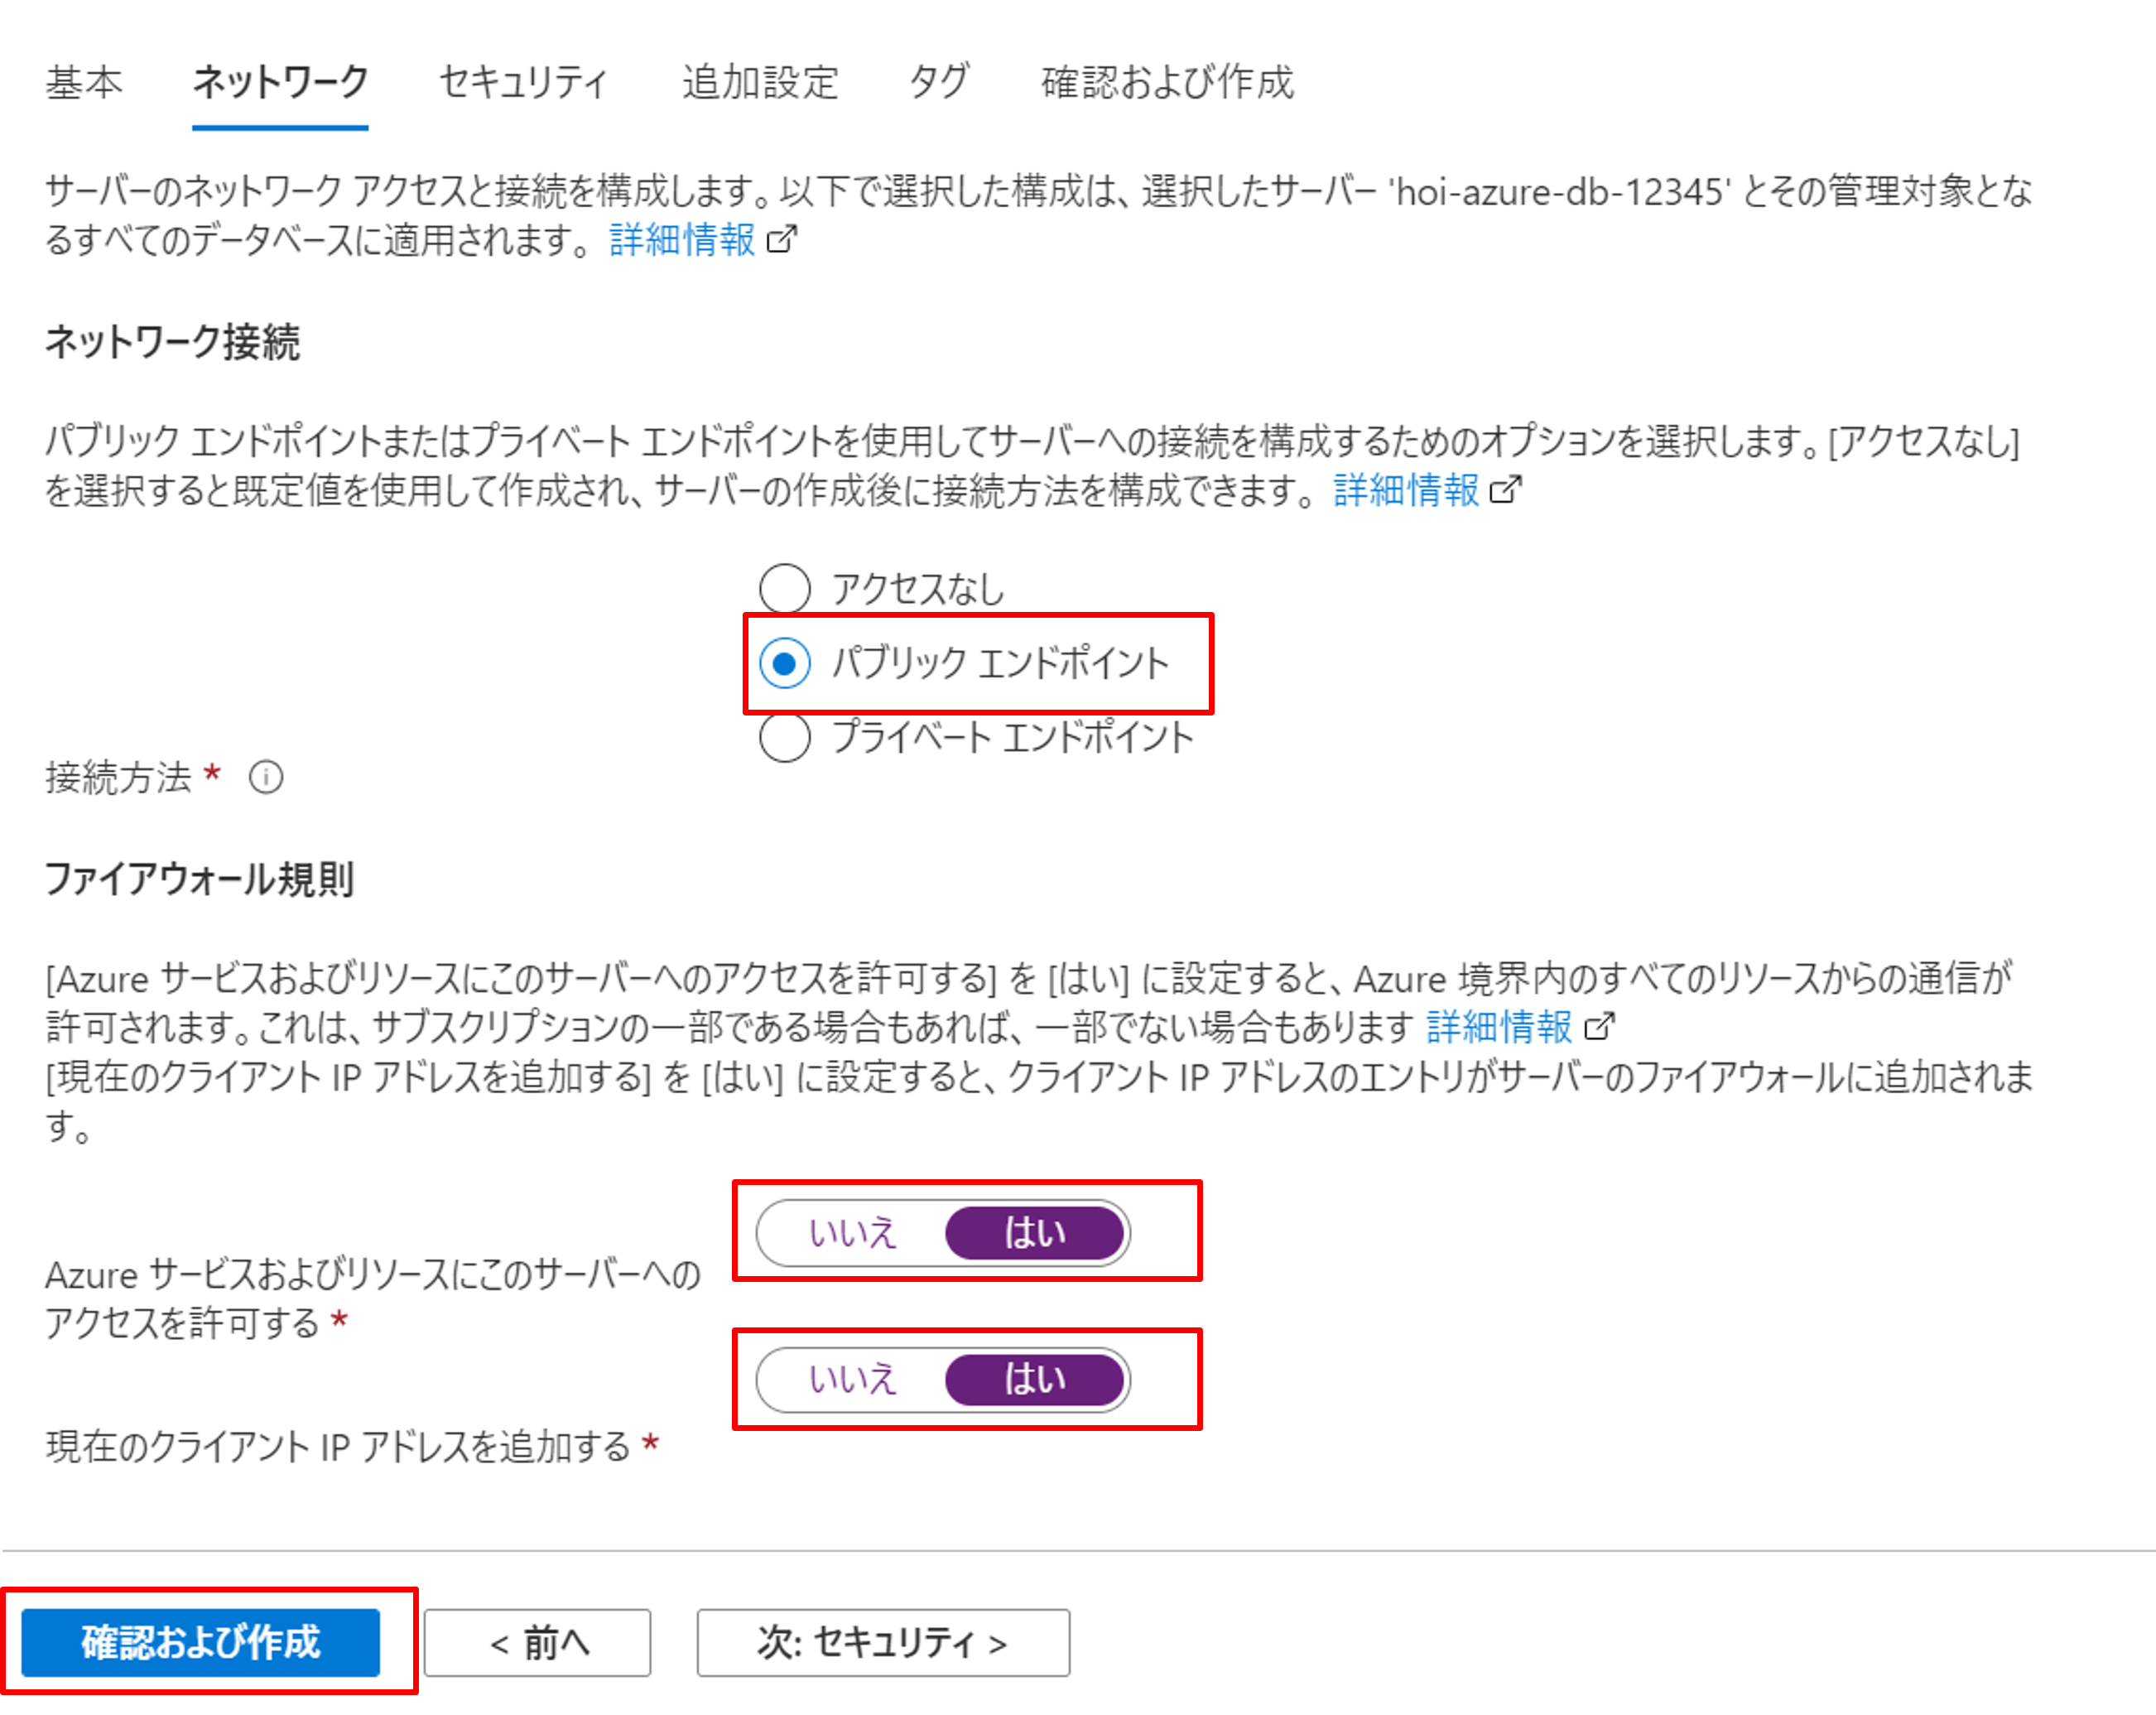 基本 ネットワーク セキュリティ 追加設定 タグ 確認および作成
サーバーのネットワーク アクセスと接続を構成します。以下で選択した構成は、選択したサーバー 'hoi-azure-db-12345' とその管理対象とな
るすべてのデータベースに適用されます。 詳細情報
ネットワーク接続
パブリック エンドポイントまたはプライベート エンドポイントを使用してサーバーへの接続を構成するためのオプションを選択します。[アクセスなし]
を選択すると既定値を使用して作成され、サーバーの作成後に接続方法を構成できます。 詳細情報
アクセスなし
パブリック エンドポイント
プライベート エンドポイント
接続方法 *
ファイアウォール規則
[Azure サービスおよびリソースにこのサーバーへのアクセスを許可する] を [はい] に設定すると、Azure 境界内のすべてのリソースからの通信が
許可されます。これは、サブスクリプションの一部である場合もあれば、一部でない場合もあります 詳細情報
[現在のクライアント IP アドレスを追加する] を [はい] に設定すると、クライアント IP アドレスのエントリがサーバーのファイアウォールに追加されま
す。
いいえ はい
Azure サービスおよびリソースにこのサーバーへの
アクセスを許可する *
いいえ はい
現在のクライアント IP アドレスを追加する *
確認および作成 < 前へ 次: セキュリティ >